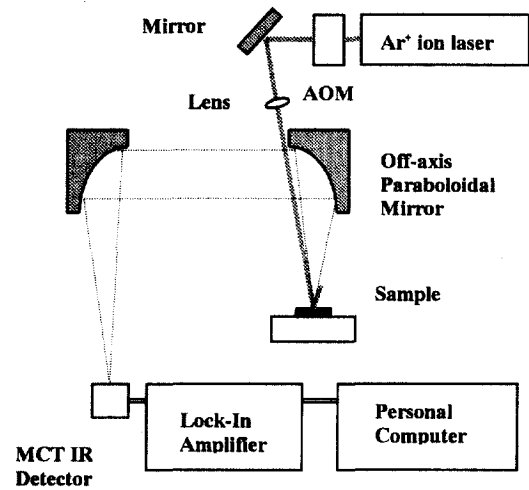 Mirror
Ar⁺ ion laser
Lens
AOM
Off-axis
Paraboloidal
Mirror
Sample
Lock-In
Amplifier
Personal
Computer
MCT IR
Detector